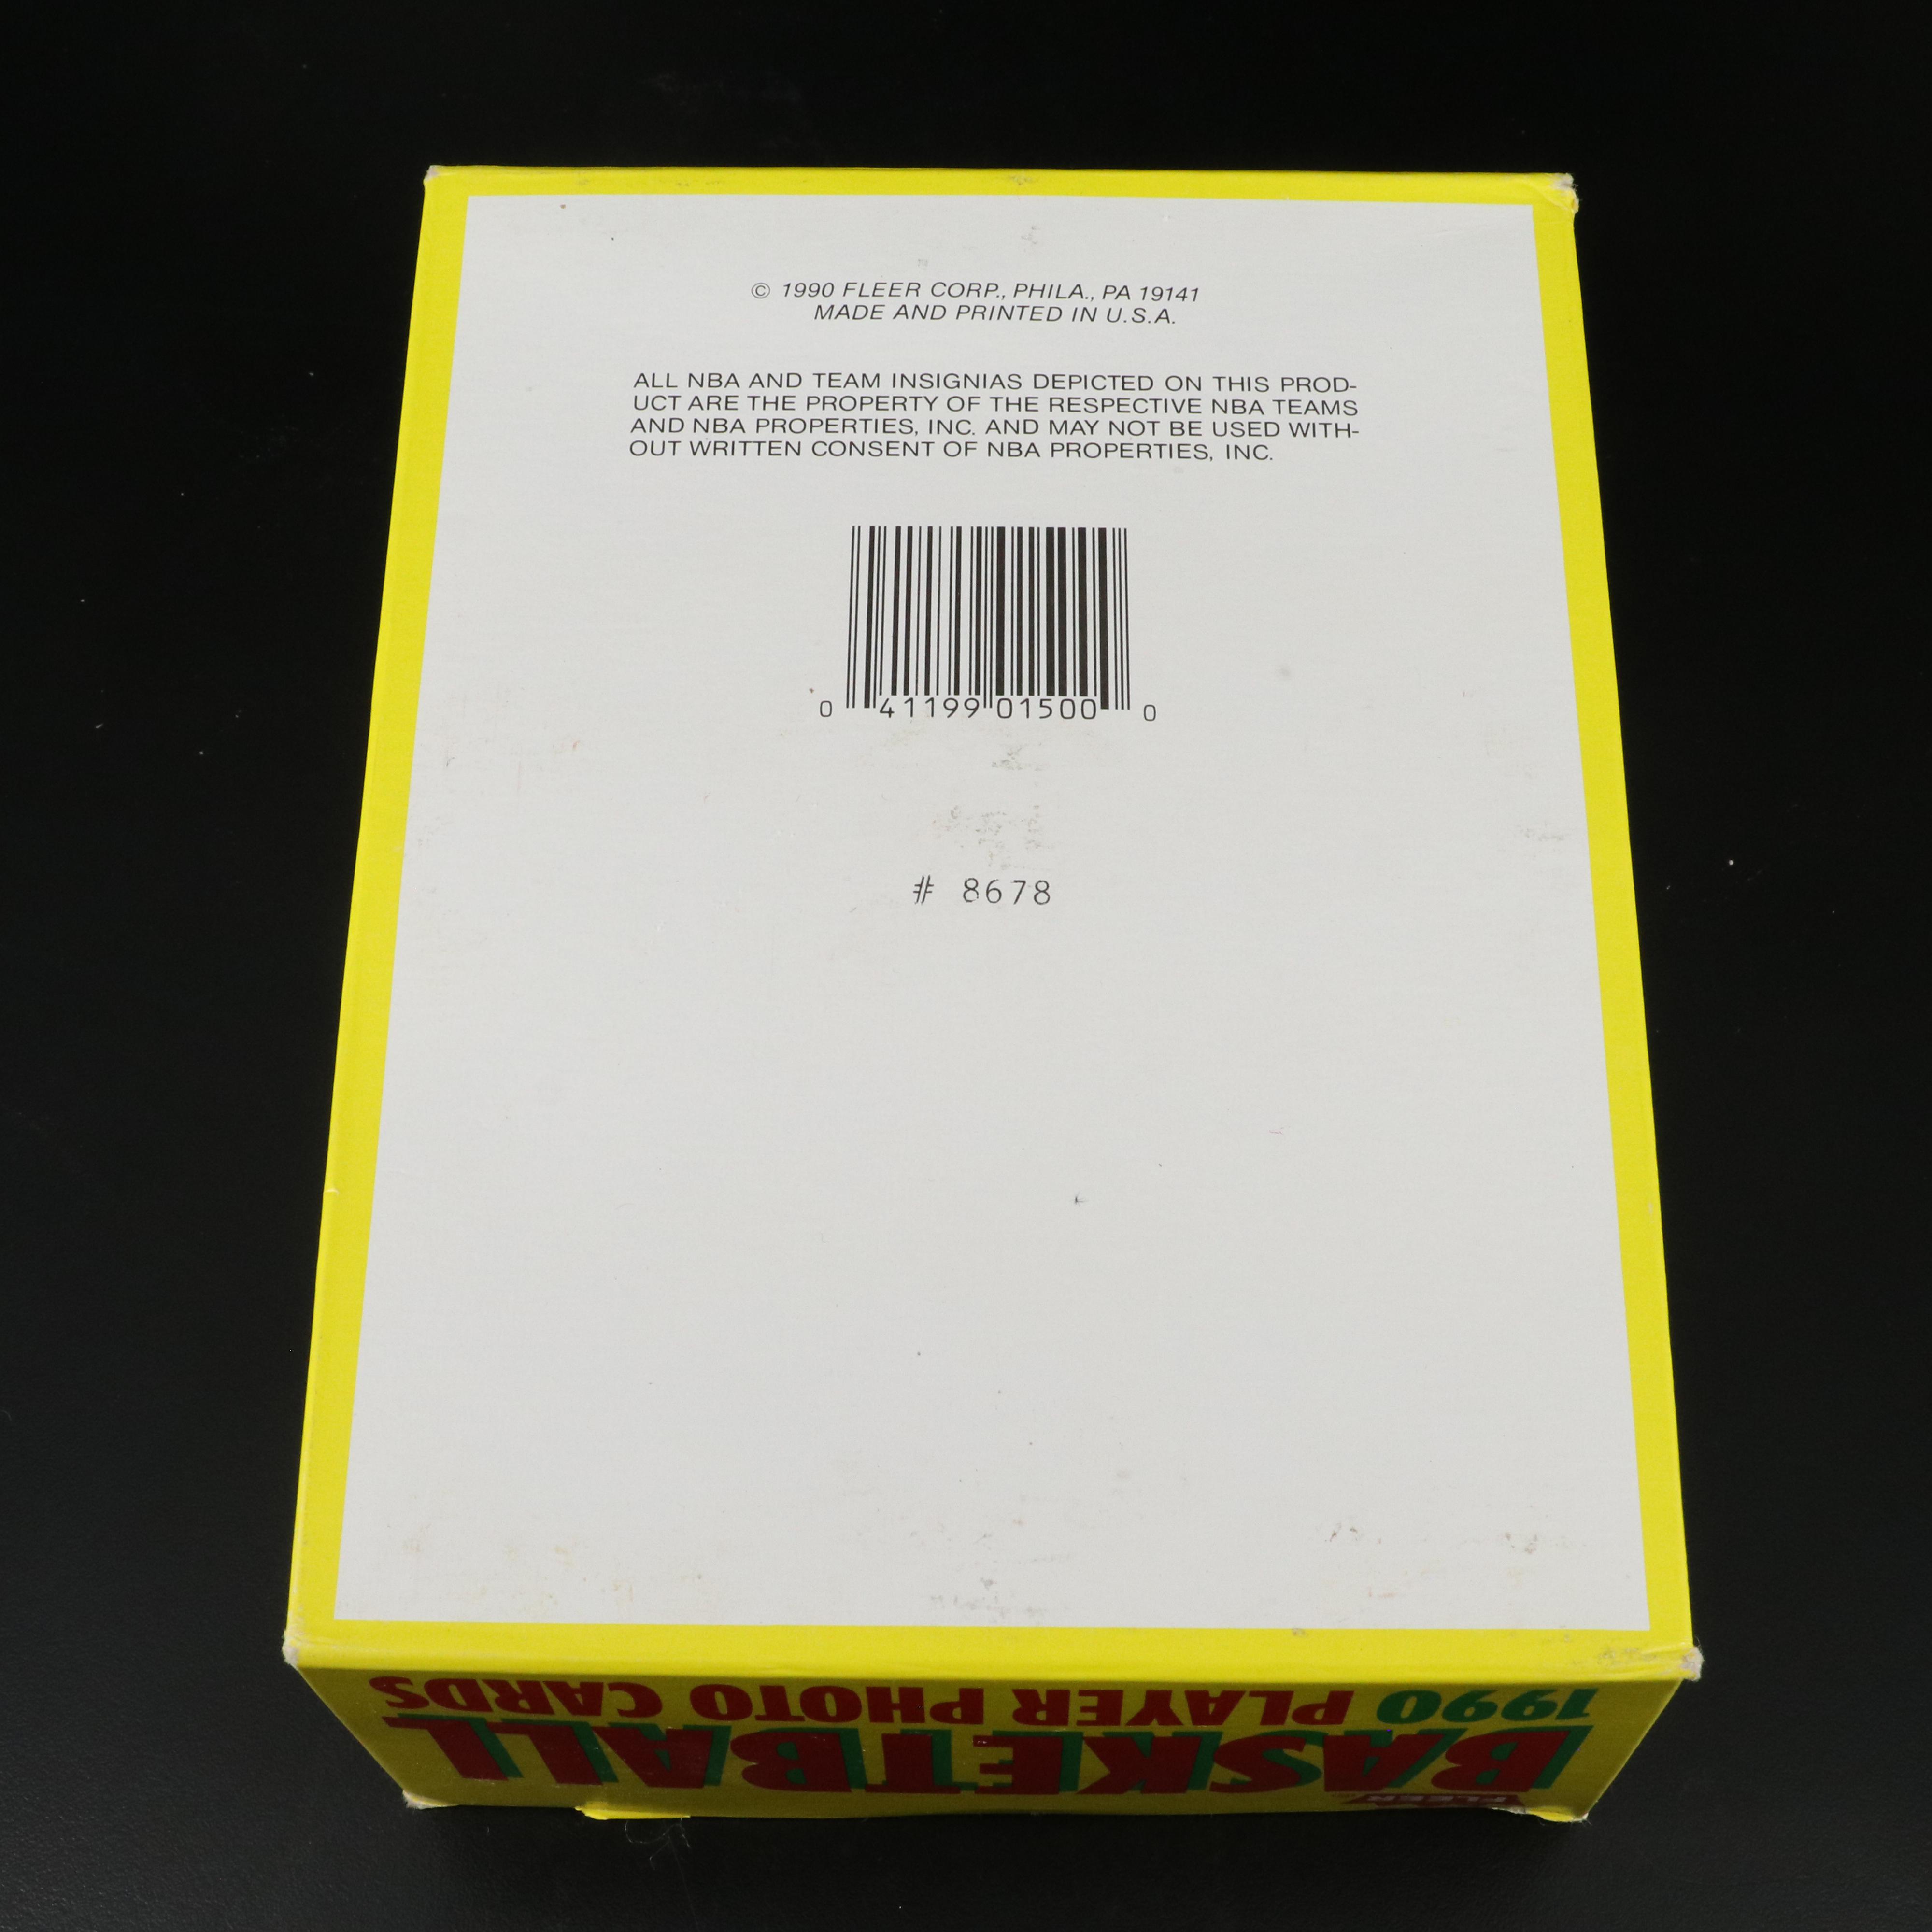 © 1990 FLEER CORP., PHILA., PA 19141
MADE AND PRINTED IN U.S.A.
ALL NBA AND TEAM INSIGNIAS DEPICTED ON THIS PROD-
UCT ARE THE PROPERTY OF THE RESPECTIVE NBA TEAMS
AND NBA PROPERTIES, INC. AND MAY NOT BE USED WITH-
OUT WRITTEN CONSENT OF NBA PROPERTIES, INC.
0 41199 01500 0
# 8678
FLEER
BASKETBALL
1990 PLAYER PHOTO CARDS